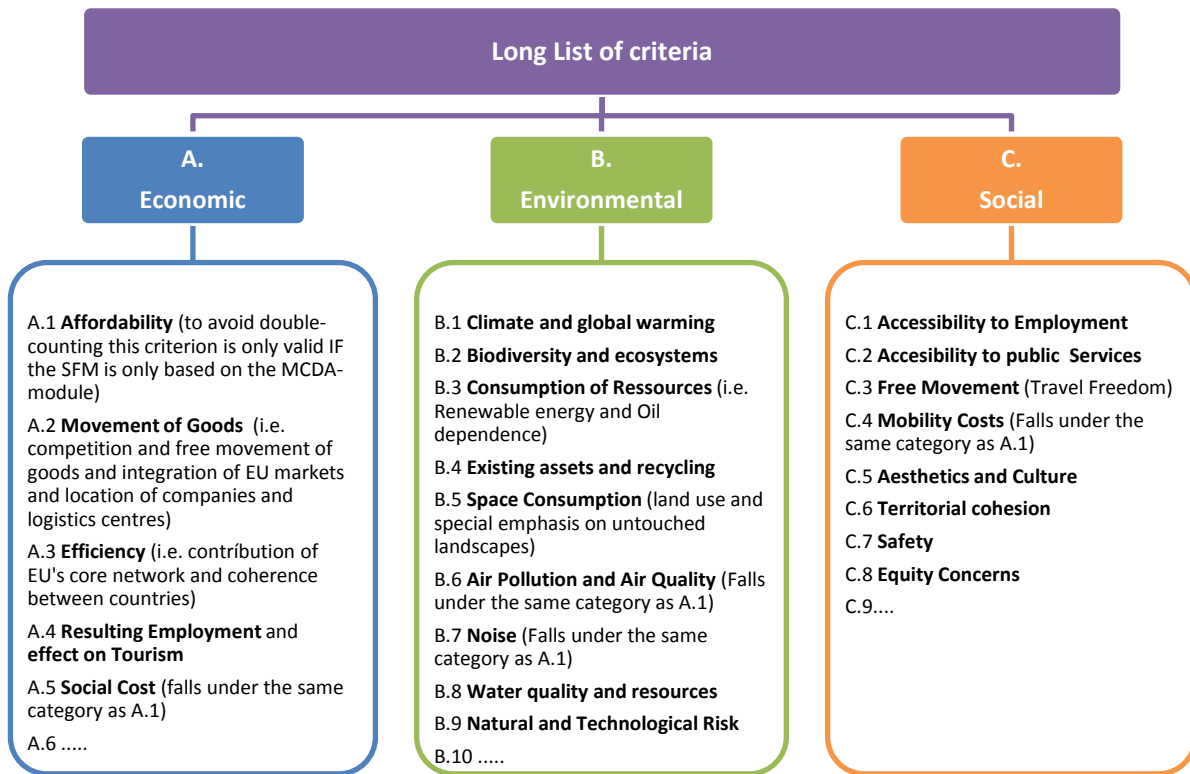 Long List of criteria
A.
Economic
B.
Environmental
C.
Social
A.1 Affordability (to avoid double-
counting this criterion is only valid IF
the SFM is only based on the MCDA-
module)
A.2 Movement of Goods (i.e.
competition and free movement of
goods and integration of EU markets
and location of companies and
logistics centres)
A.3 Efficiency (i.e. contríbution of
EU's core network and coherence
between countries)
A.4 Resulting Employment and
effect on Tourism
A.5 Social Cost (falls under the same
category as A.1)
A.6 .....
B.1 Climate and global warming
B.2 Biodiversity and ecosystems
B.3 Consumption of Ressources (i.e.
Renewable energy and Oil
dependence)
B.4 Existing assets and recycling
B.5 Space Consumption (land use and
special emphasis on untouched
landscapes)
B.6 Air Pollution and Air Quality (Falls
under the same category as A.1)
B.7 Noise (Falls under the same
category as A.1)
B.8 Water quality and resources
B.9 Natural and Technological Risk
B.10 .....
C.1 Accessibility to Employment
C.2 Accesibility to public Services
C.3 Free Movement (Travel Freedom)
C.4 Mobility Costs (Falls under the
same category as A.1)
C.5 Aesthetics and Culture
C.6 Territorial cohesion
C.7 Safety
C.8 Equity Concerns
C.9....